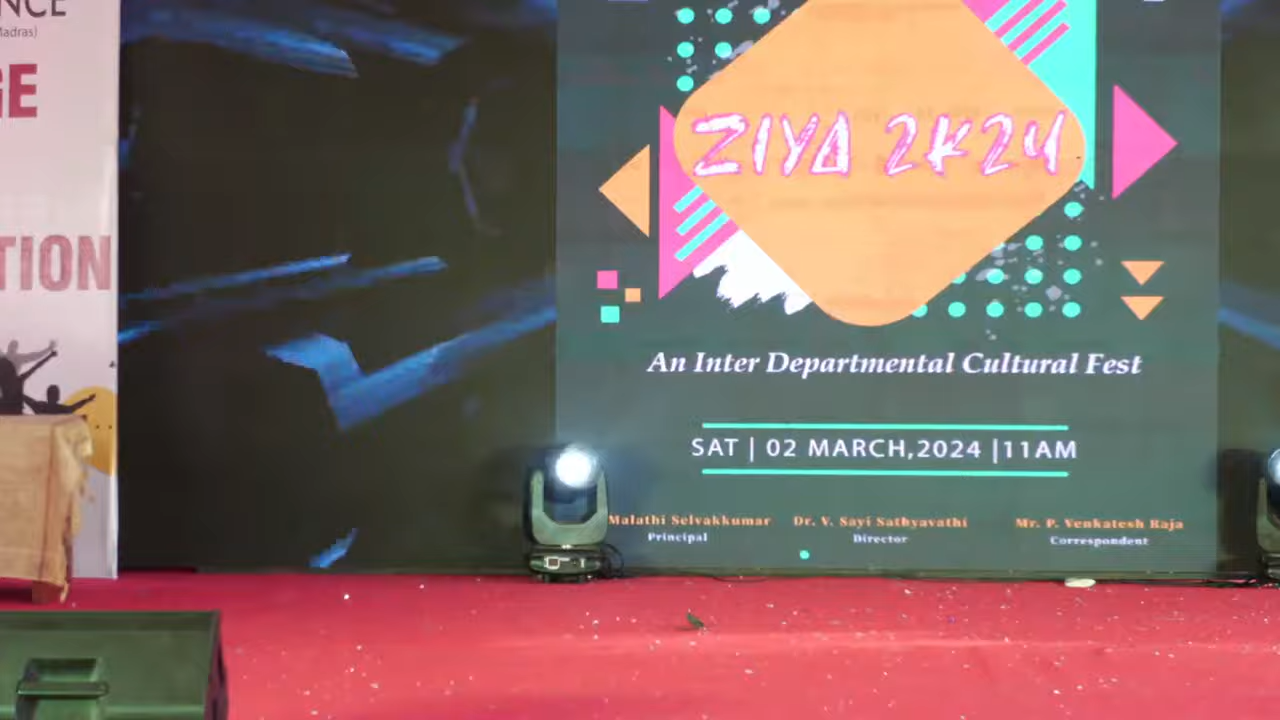 NCE
Madras)
GE
TION
ZIYA 2K24
An Inter Departmental Cultural Fest
SAT | 02 MARCH,2024 |11AM
Malathi Selvakkumar
Principal
Dr. V. Sayi Sathyavathi
Director
Mr. P. Venkatesh Raja
Correspondent